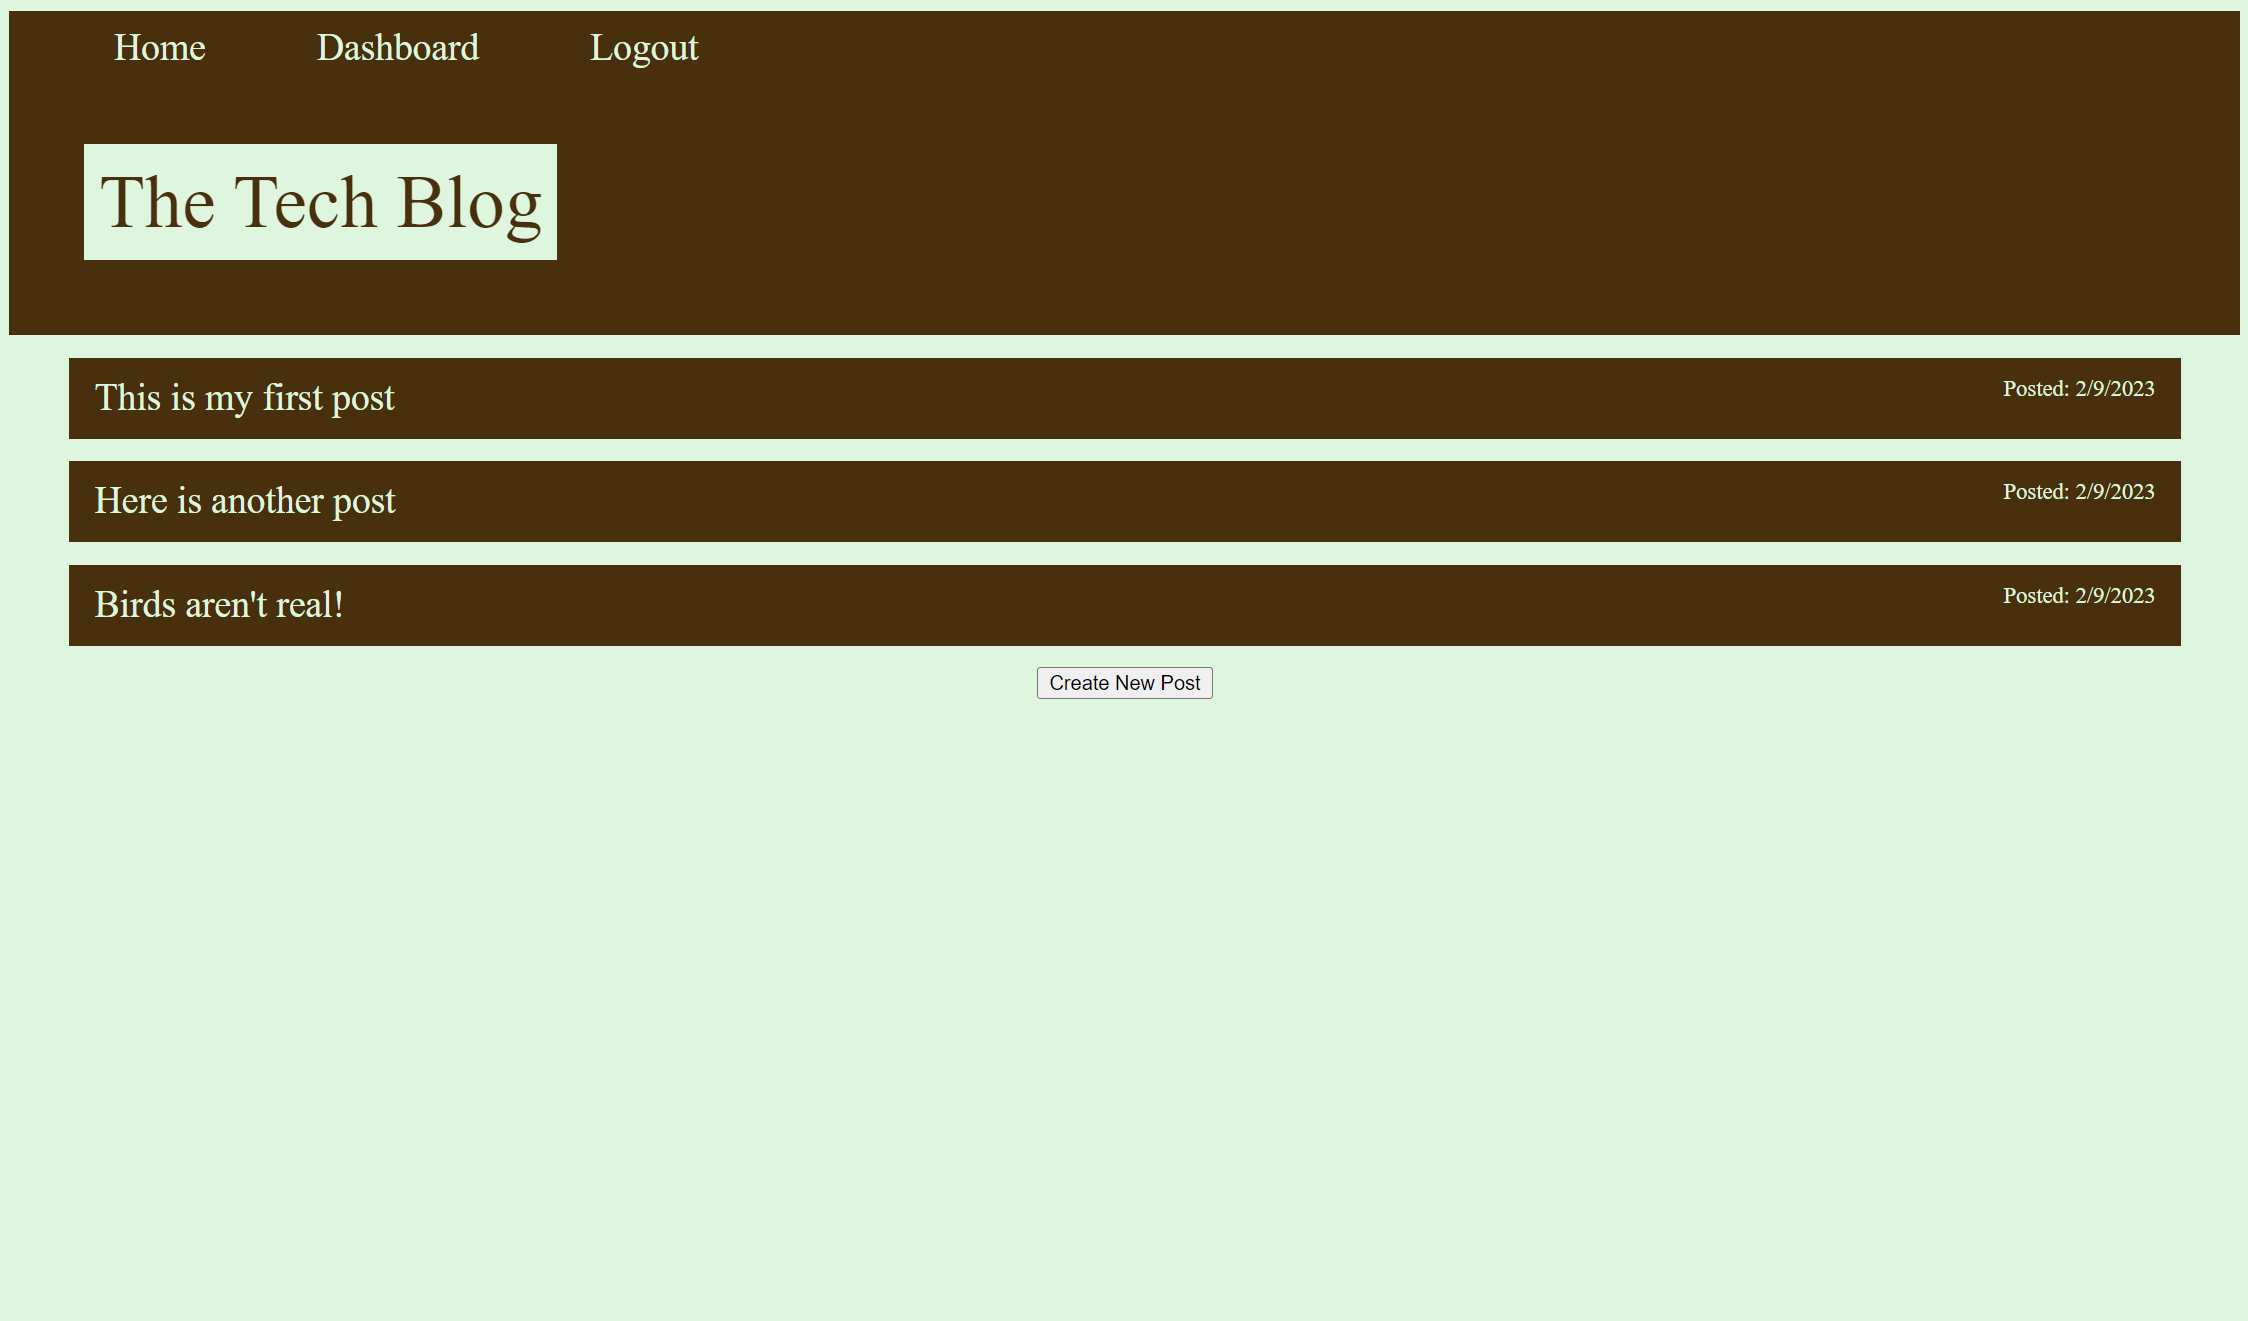 Home Dashboard Logout
The Tech Blog
This is my first post Posted: 2/9/2023
Here is another post Posted: 2/9/2023
Birds aren't real! Posted: 2/9/2023
Create New Post